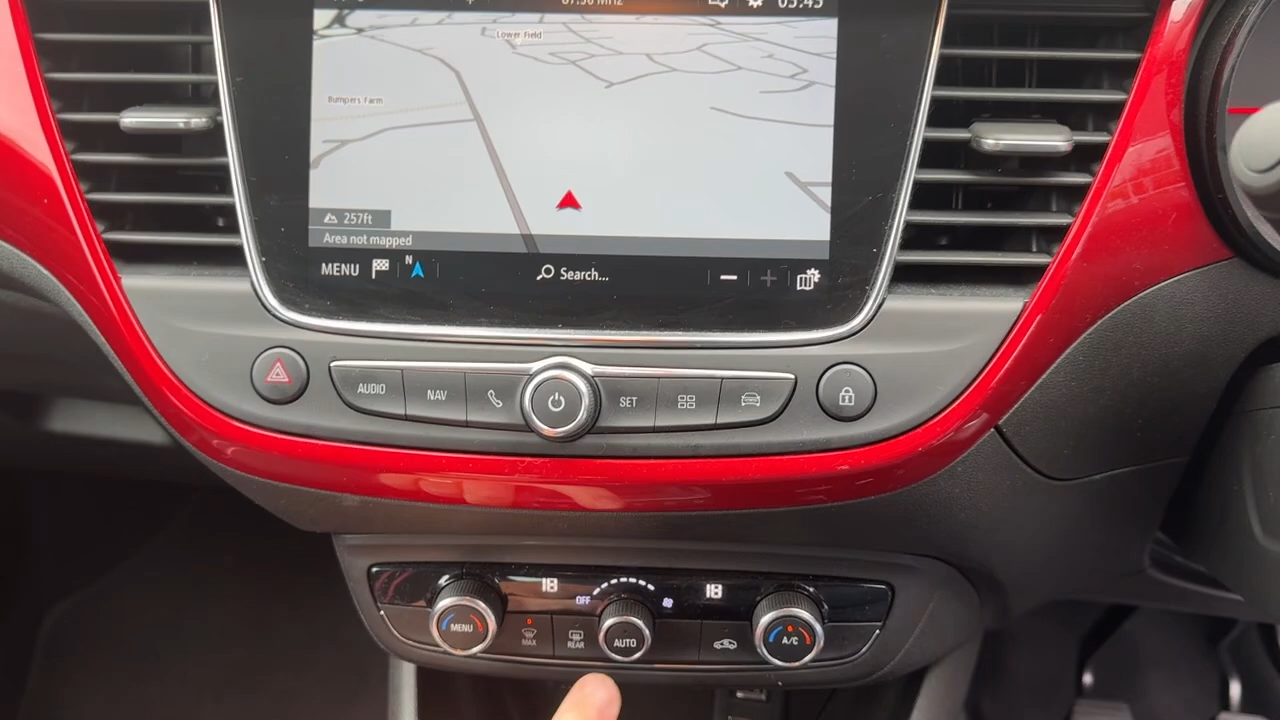 Lower Field
Bumpers Farm
257ft
Area not mapped
MENU
N
Search...
AUDIO
NAV
SET
18
OFF
18
MENU
MAX
REAR
AUTO
A/C